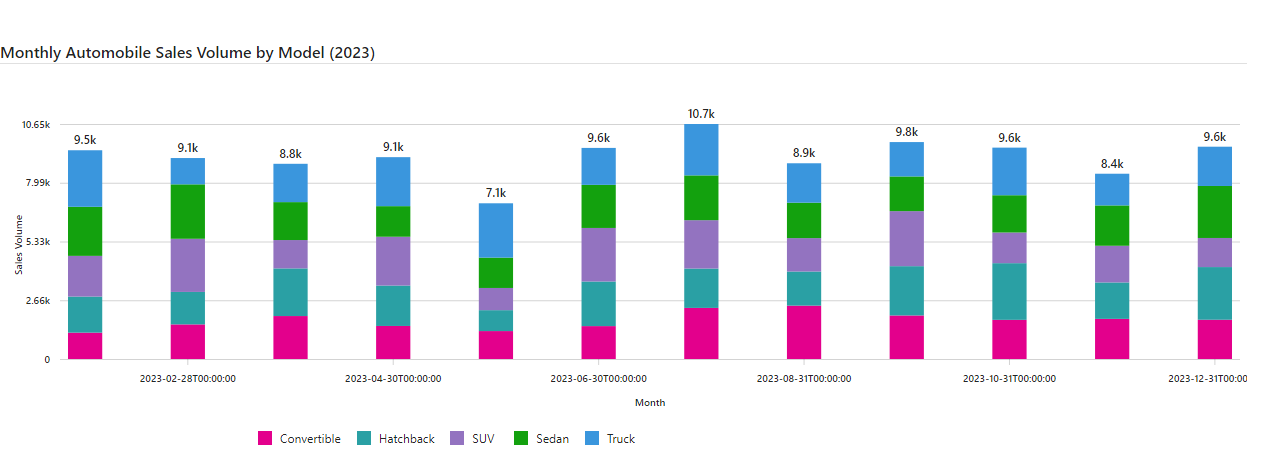 Monthly Automobile Sales Volume by Model (2023)
10.7k
10.65k
9.5k 9.1k 8.8k 9.1k 7.1k 9.6k 8.9k 9.8k 9.6k 8.4k 9.6k
7.99k
5.33k
2.66k
0
Sales Volume
2023-02-28T00:00:00 2023-04-30T00:00:00 2023-06-30T00:00:00 2023-08-31T00:00:00 2023-10-31T00:00:00 2023-12-31T00:00:0
Month
Convertible Hatchback SUV Sedan Truck